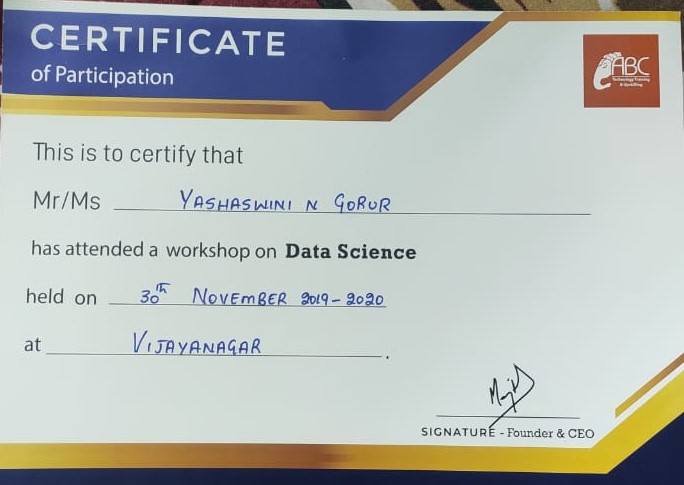 CERTIFICATE
of Participation
ABC
Technology Training
& Upskilling
This is to certify that
Mr/Ms YASHASWINI N GORUR
has attended a workshop on Data Science
held on 30th NOVEMBER 2019-2020
at VIJAYANAGAR.
SIGNATURE - Founder & CEO